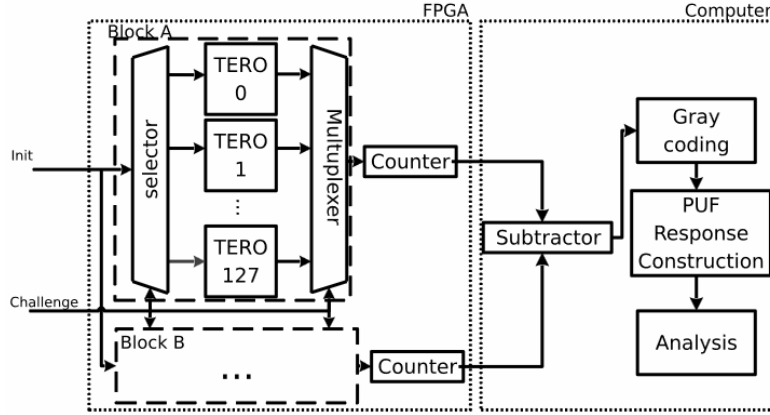 FPGA
Computer
Block A
selector
TERO
0
TERO
1
...
TERO
127
Multuplexer
Init
Challenge
Counter
Subtractor
Gray
coding
PUF
Response
Construction
Analysis
Block B
...
Counter